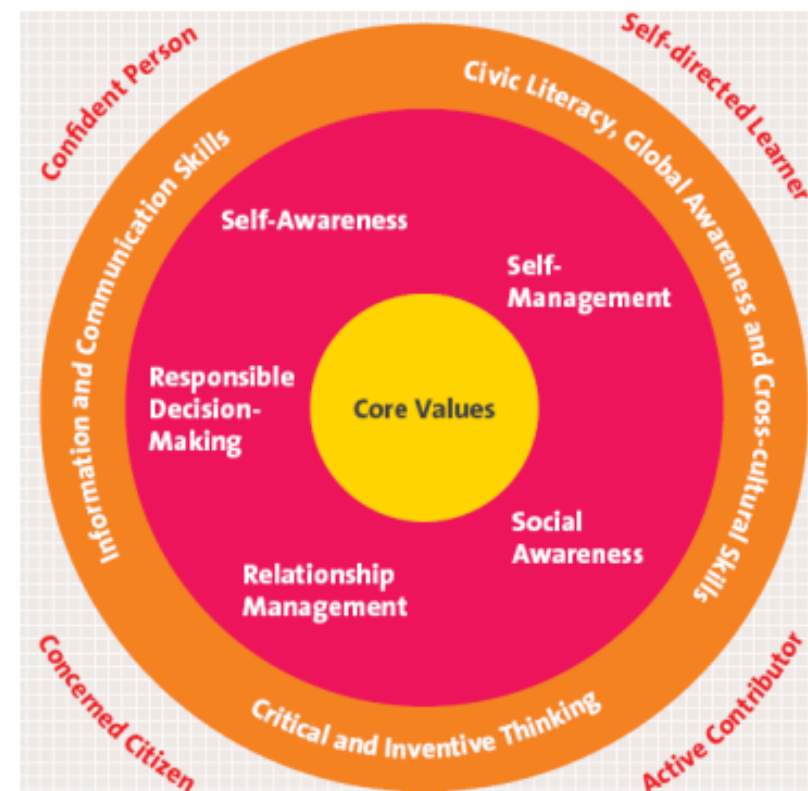 Confident Person
Self-directed Learner
Civic Literacy, Global Awareness and Cross-cultural Skills
Information and Communication Skills
Self-Awareness
Self-
Management
Responsible
Decision-
Making
Core Values
Social
Awareness
Relationship
Management
Critical and Inventive Thinking
Concerned Citizen
Active Contributor